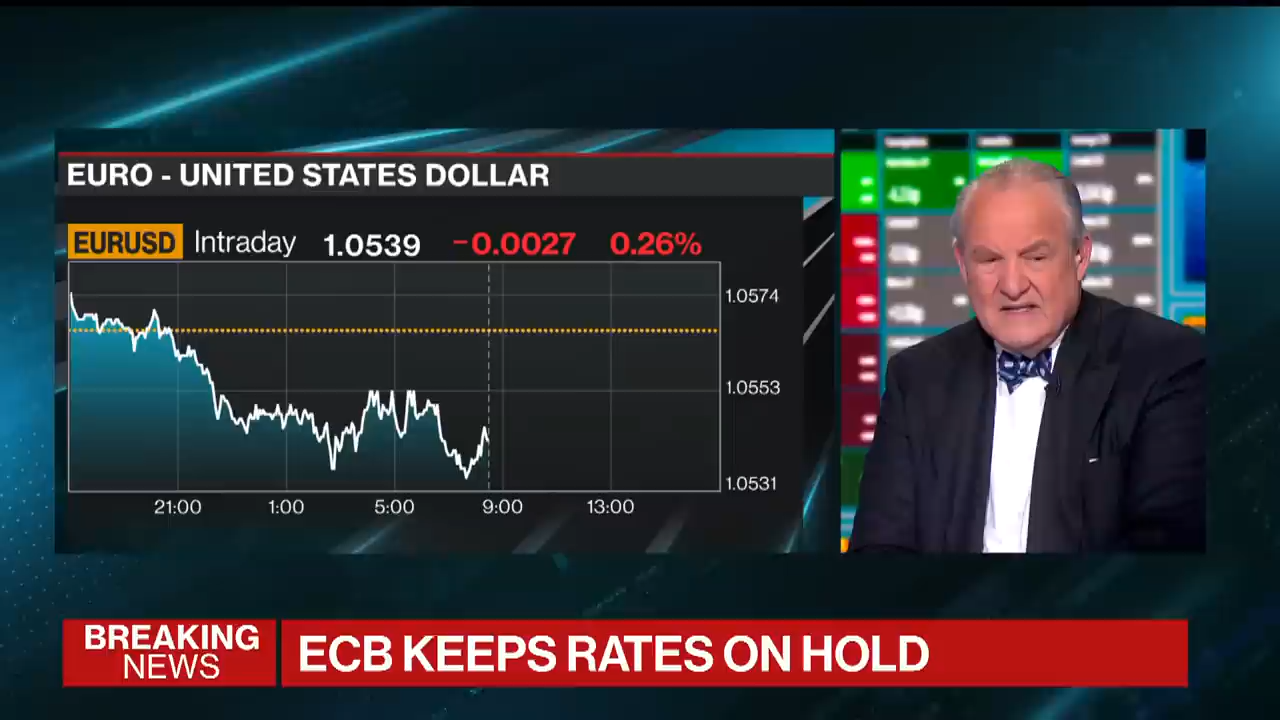 EURO - UNITED STATES DOLLAR
EURUSD Intraday 1.0539 -0.0027 0.26%
1.0574
1.0553
1.0531
21:00 1:00 5:00 9:00 13:00
BREAKING
NEWS
ECB KEEPS RATES ON HOLD